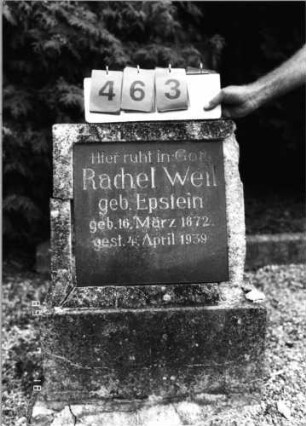 463
Hier ruht in Gott
Rachel Weil
geb. Epstein
geb. 16. März 1872.
gest. 4. April 1939